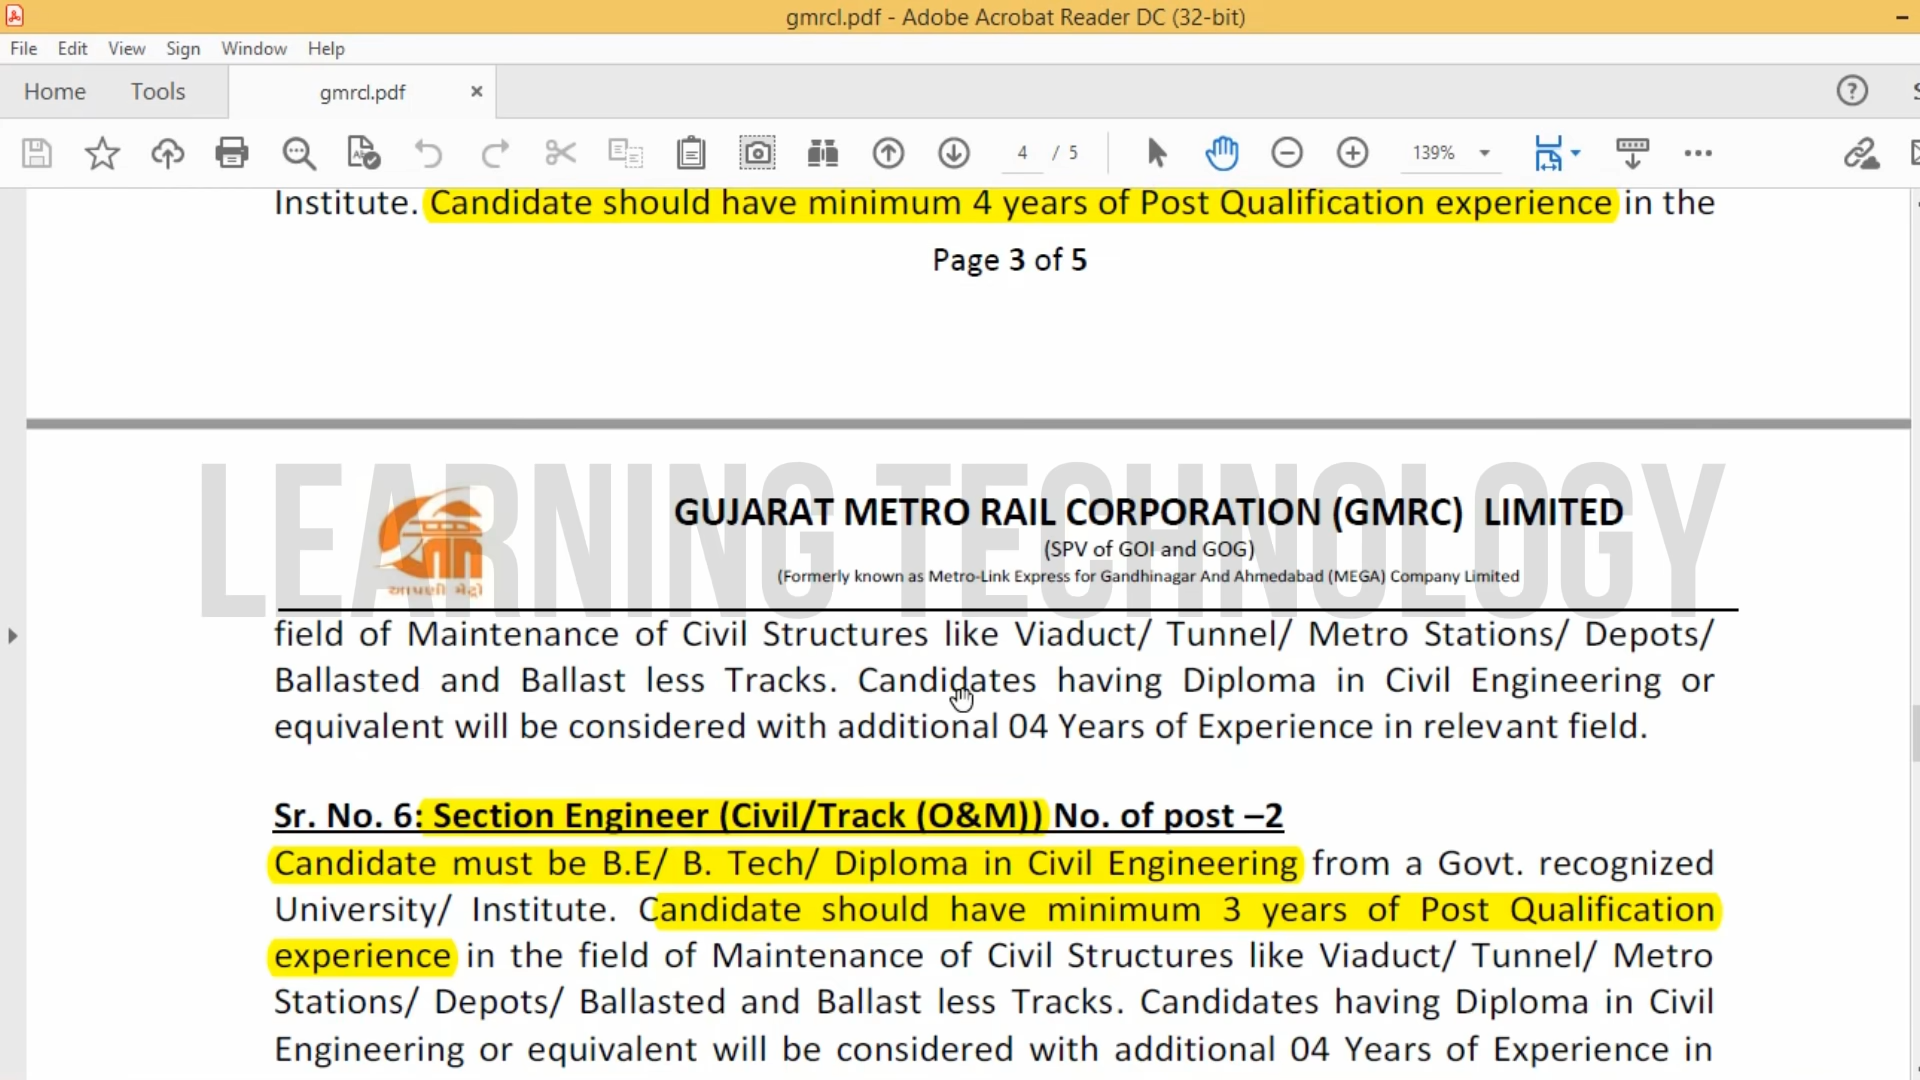 gmrcl.pdf - Adobe Acrobat Reader DC (32-bit)
File Edit View Sign Window Help
Home Tools gmrcl.pdf ×
4 / 5 139%
Institute. Candidate should have minimum 4 years of Post Qualification experience in the
Page 3 of 5
LEARNING TECHNOLOGY
GUJARAT METRO RAIL CORPORATION (GMRC) LIMITED
(SPV of GOI and GOG)
(Formerly known as Metro-Link Express for Gandhinagar And Ahmedabad (MEGA) Company Limited
આપણી મેટ્રો
field of Maintenance of Civil Structures like Viaduct/ Tunnel/ Metro Stations/ Depots/
Ballasted and Ballast less Tracks. Candidates having Diploma in Civil Engineering or
equivalent will be considered with additional 04 Years of Experience in relevant field.
Sr. No. 6: Section Engineer (Civil/Track (O&M)) No. of post –2
Candidate must be B.E/ B. Tech/ Diploma in Civil Engineering from a Govt. recognized
University/ Institute. Candidate should have minimum 3 years of Post Qualification
experience in the field of Maintenance of Civil Structures like Viaduct/ Tunnel/ Metro
Stations/ Depots/ Ballasted and Ballast less Tracks. Candidates having Diploma in Civil
Engineering or equivalent will be considered with additional 04 Years of Experience in